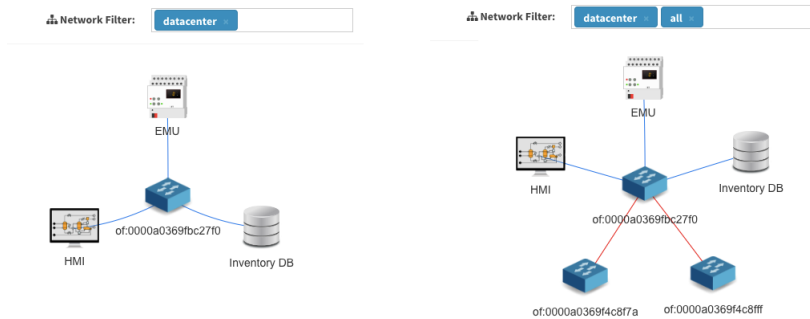 Network Filter: datacenter ×
EMU
of:0000a0369fbc27f0
HMI
Inventory DB
Network Filter: datacenter × all ×
EMU
HMI
Inventory DB
of:0000a0369fbc27f0
of:0000a0369f4c8f7a
of:0000a0369f4c8fff